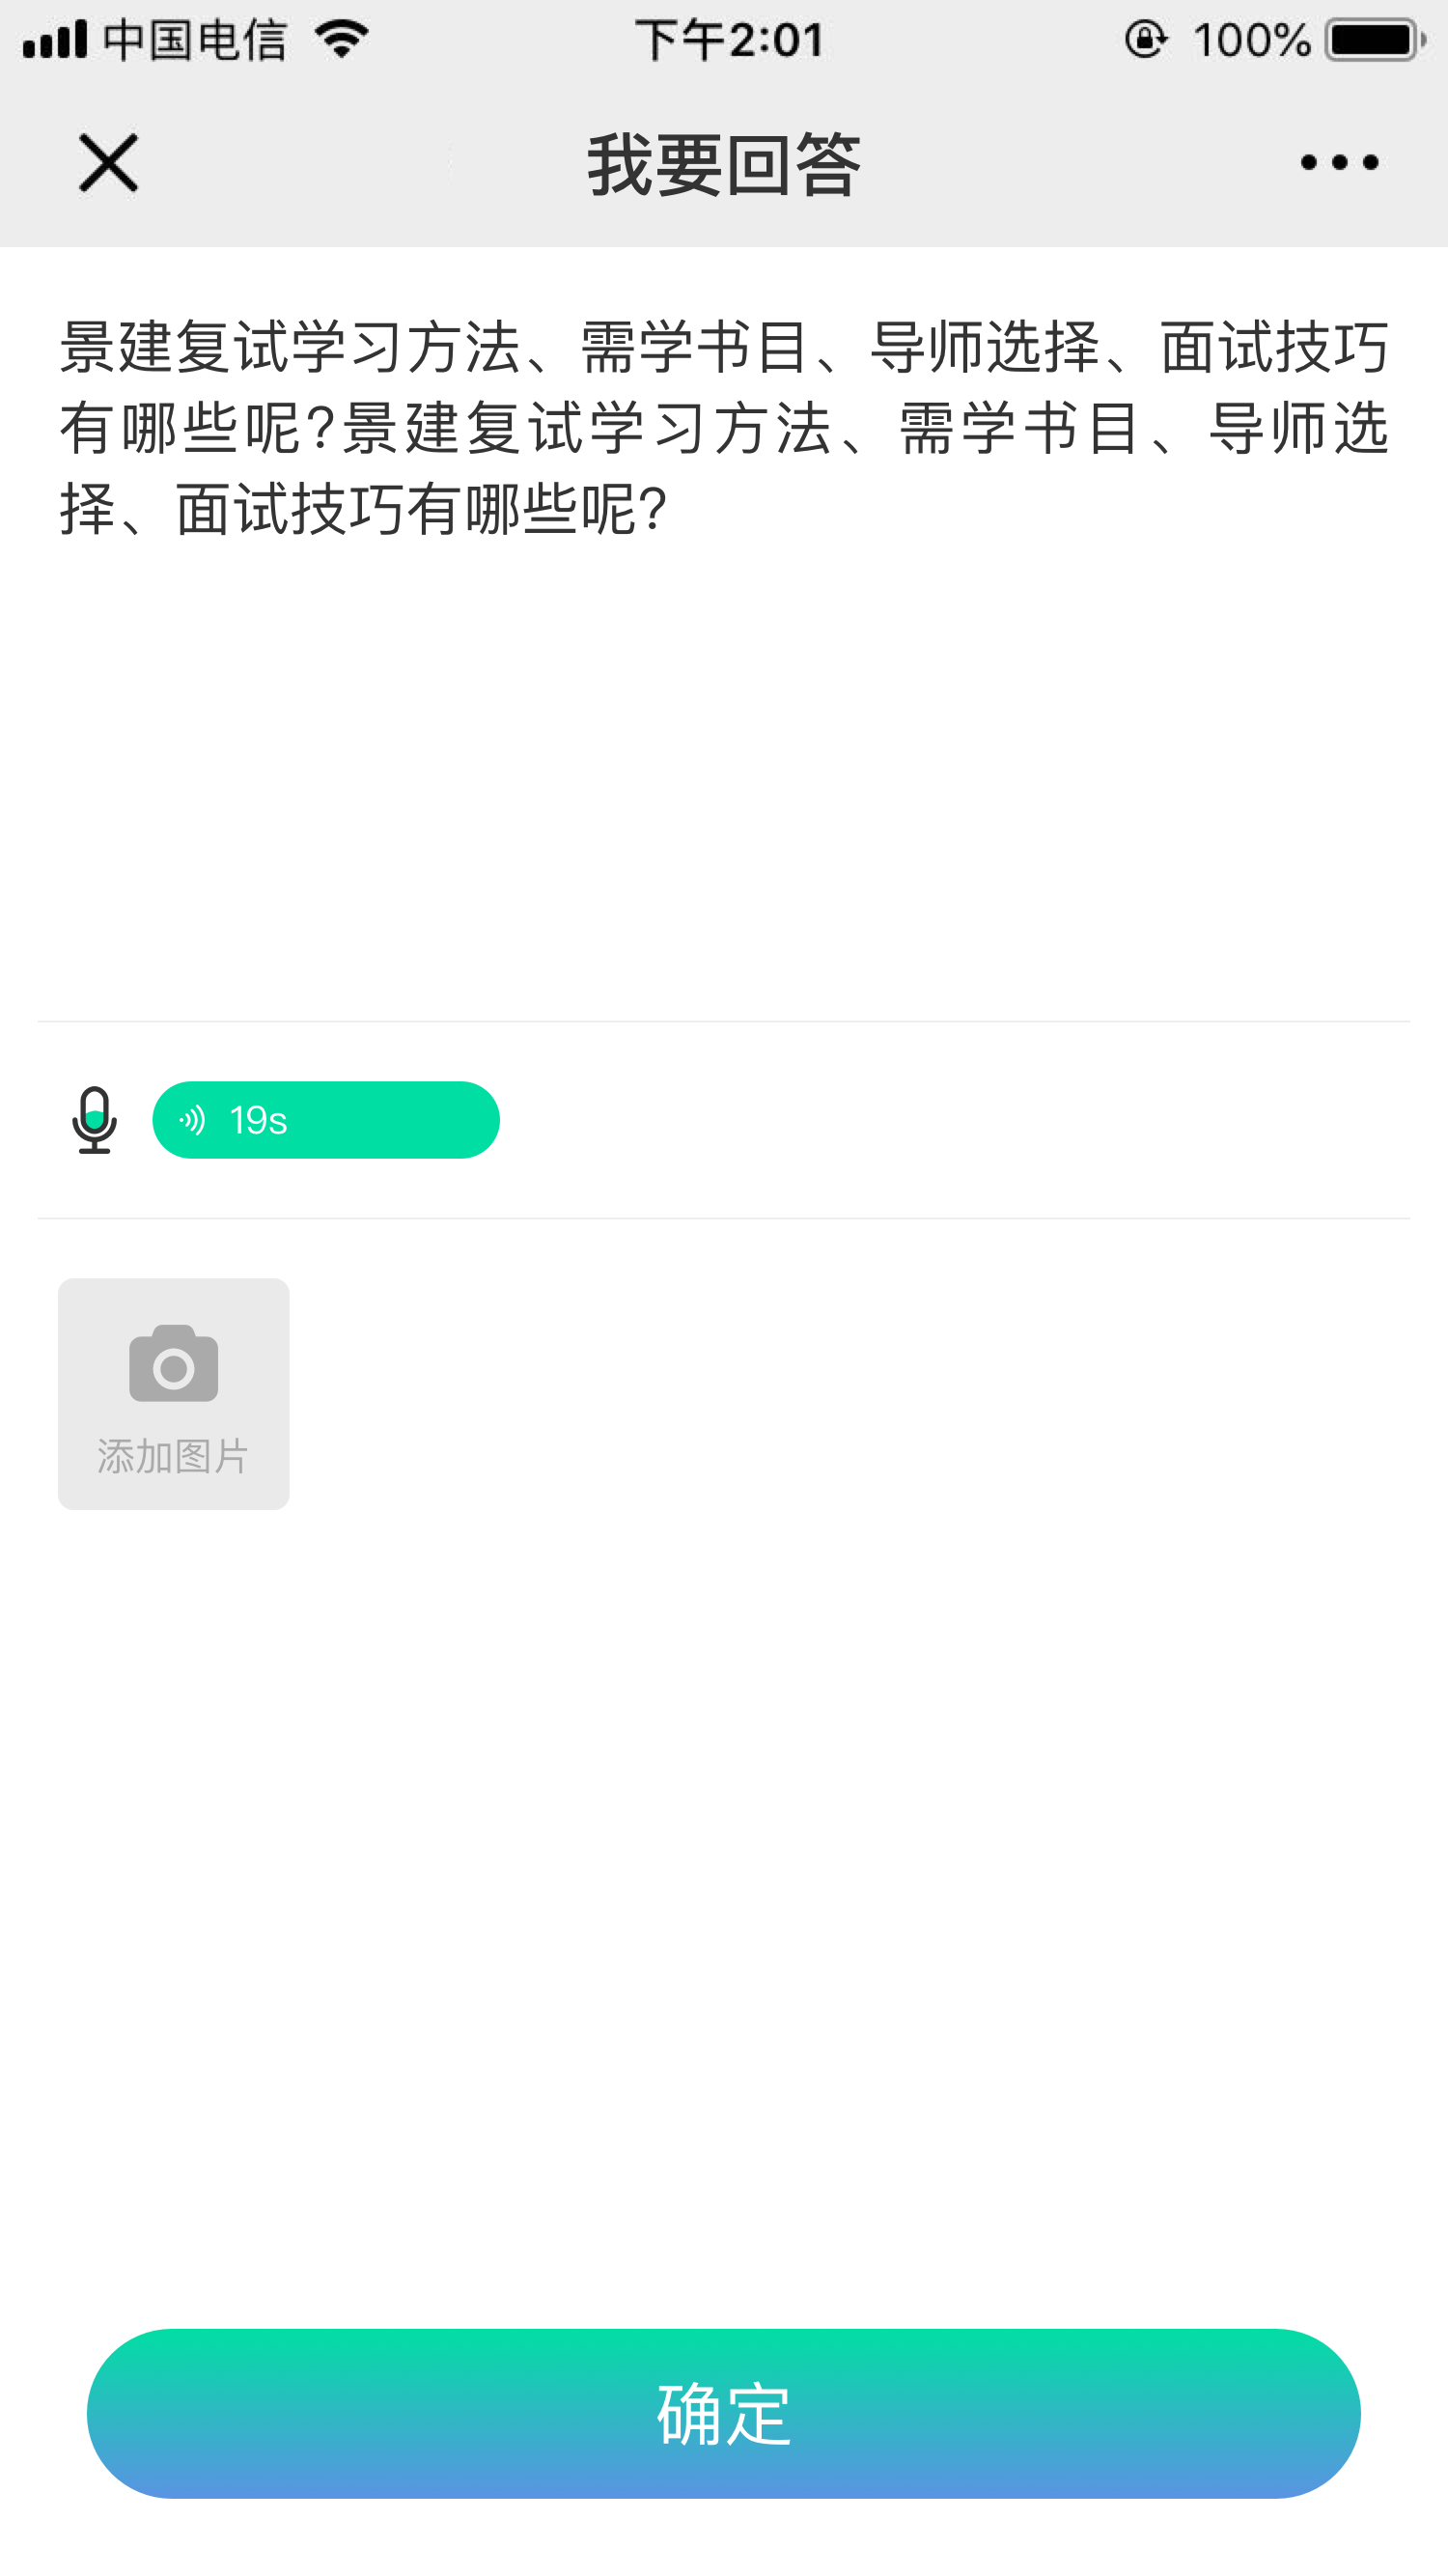 中国电信 下午2:01 100%
我要回答
景建复试学习方法、需学书目、导师选择、面试技巧
有哪些呢?景建复试学习方法、需学书目、导师选
择、面试技巧有哪些呢?
19s
添加图片
确定